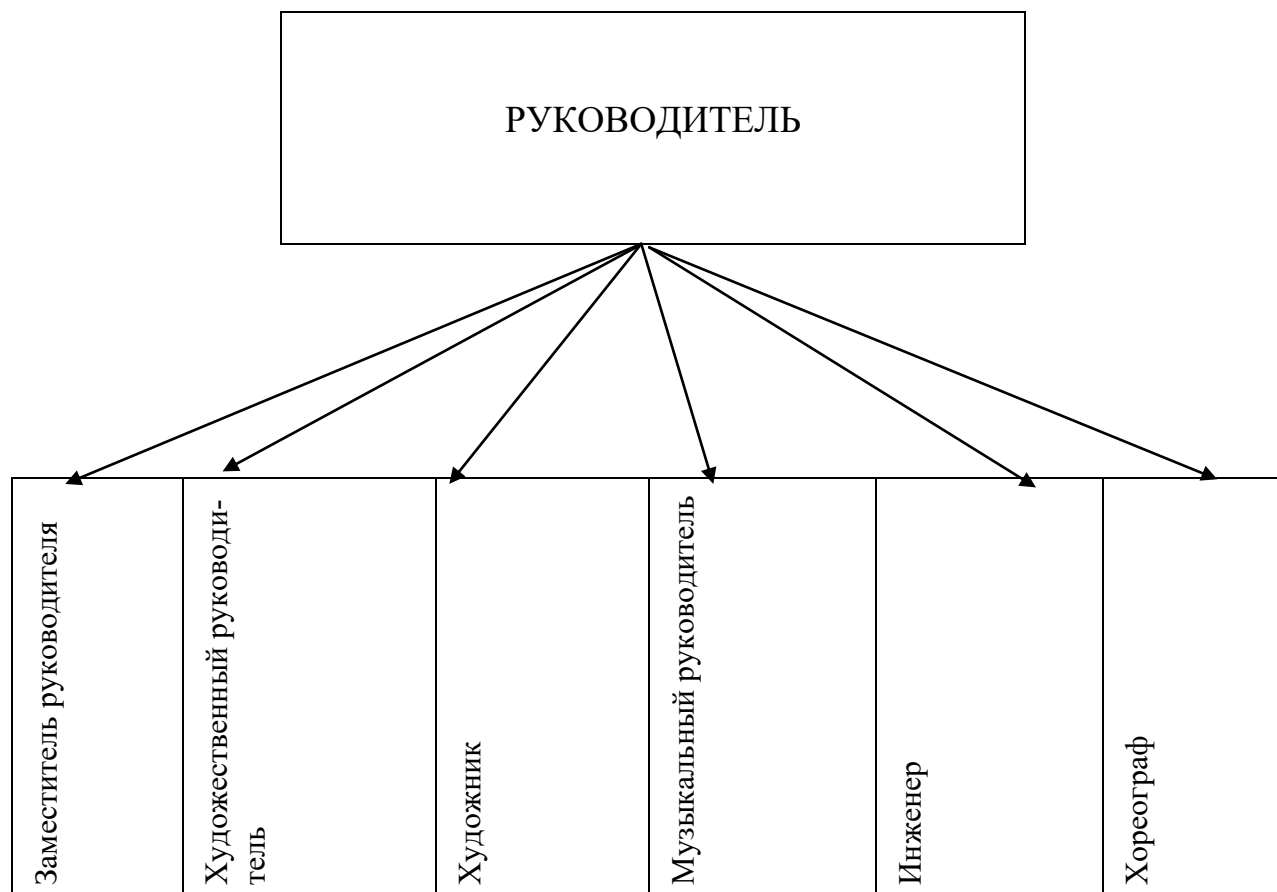 РУКОВОДИТЕЛЬ
Заместитель руководителя
Художественный руководи-
тель
Художник
Музыкальный руководитель
Инженер
Хореограф